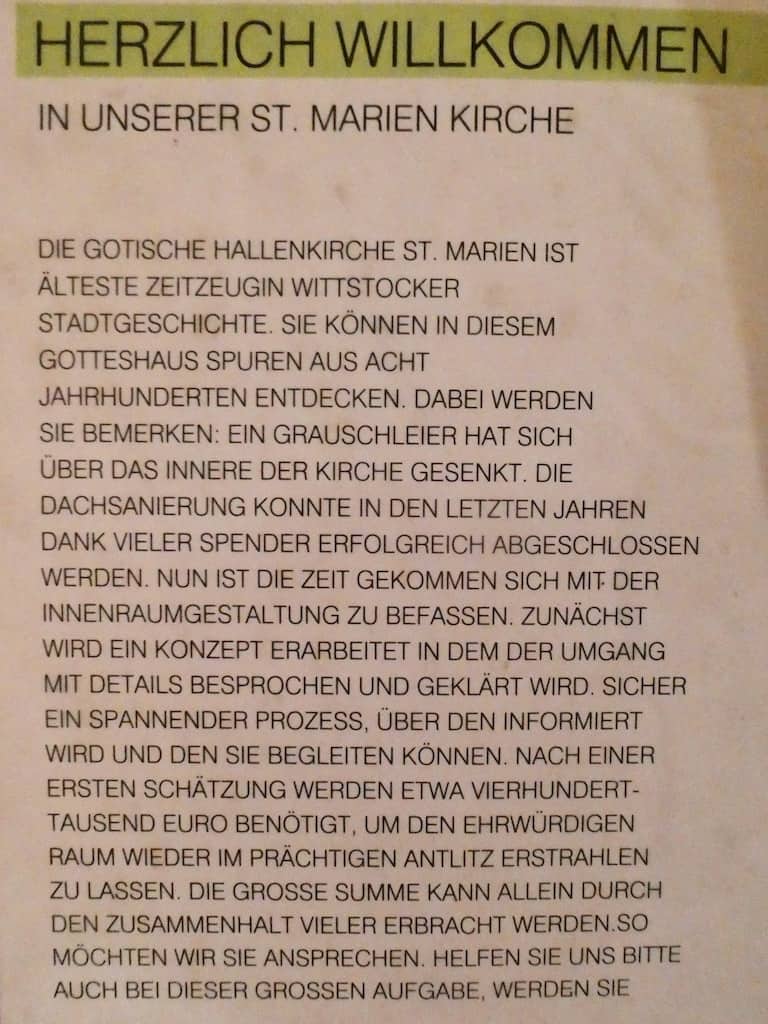 HERZLICH WILLKOMMEN
IN UNSERER ST. MARIEN KIRCHE
DIE GOTISCHE HALLENKIRCHE ST. MARIEN IST
ÄLTESTE ZEITZEUGIN WITTSTOCKER
STADTGESCHICHTE. SIE KÖNNEN IN DIESEM
GOTTESHAUS SPUREN AUS ACHT
JAHRHUNDERTEN ENTDECKEN. DABEI WERDEN
SIE BEMERKEN: EIN GRAUSCHLEIER HAT SICH
ÜBER DAS INNERE DER KIRCHE GESENKT. DIE
DACHSANIERUNG KONNTE IN DEN LETZTEN JAHREN
DANK VIELER SPENDER ERFOLGREICH ABGESCHLOSSEN
WERDEN. NUN IST DIE ZEIT GEKOMMEN SICH MIT DER
INNENRAUMGESTALTUNG ZU BEFASSEN. ZUNÄCHST
WIRD EIN KONZEPT ERARBEITET IN DEM DER UMGANG
MIT DETAILS BESPROCHEN UND GEKLÄRT WIRD. SICHER
EIN SPANNENDER PROZESS, ÜBER DEN INFORMIERT
WIRD UND DEN SIE BEGLEITEN KÖNNEN. NACH EINER
ERSTEN SCHÄTZUNG WERDEN ETWA VIERHUNDERT-
TAUSEND EURO BENÖTIGT, UM DEN EHRWÜRDIGEN
RAUM WIEDER IM PRÄCHTIGEN ANTLITZ ERSTRAHLEN
ZU LASSEN. DIE GROSSE SUMME KANN ALLEIN DURCH
DEN ZUSAMMENHALT VIELER ERBRACHT WERDEN.SO
MÖCHTEN WIR SIE ANSPRECHEN. HELFEN SIE UNS BITTE
AUCH BEI DIESER GROSSEN AUFGABE, WERDEN SIE